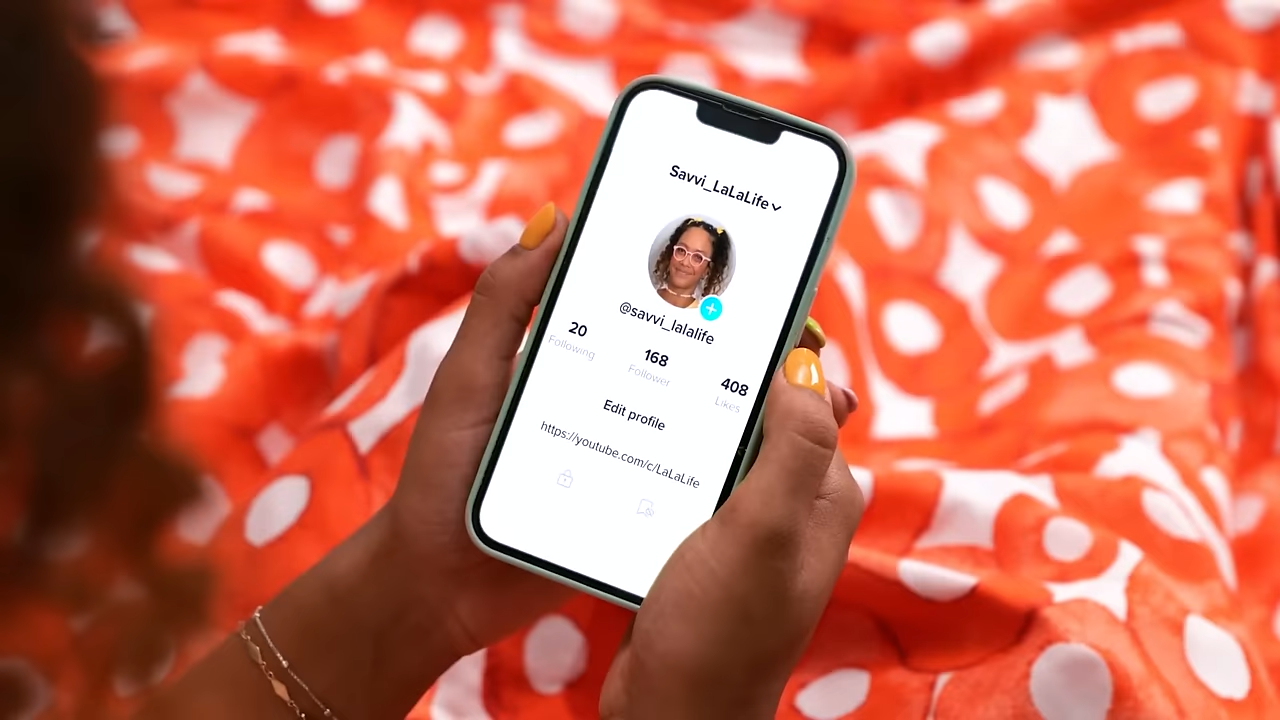 Savvi_LaLaLife
@savvi_lalalife
20 168 408
Following Follower Likes
Edit profile
https://youtube.com/c/LaLaLife